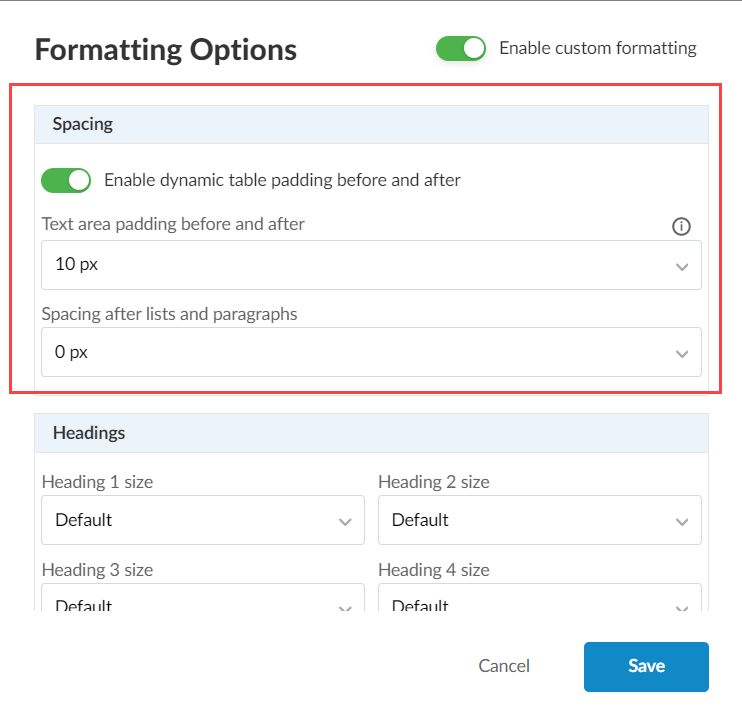 Formatting Options
Enable custom formatting
Spacing
Enable dynamic table padding before and after
Text area padding before and after
10 px
Spacing after lists and paragraphs
0 px
Headings
Heading 1 size Heading 2 size
Default Default
Heading 3 size Heading 4 size
Default Default
Cancel Save